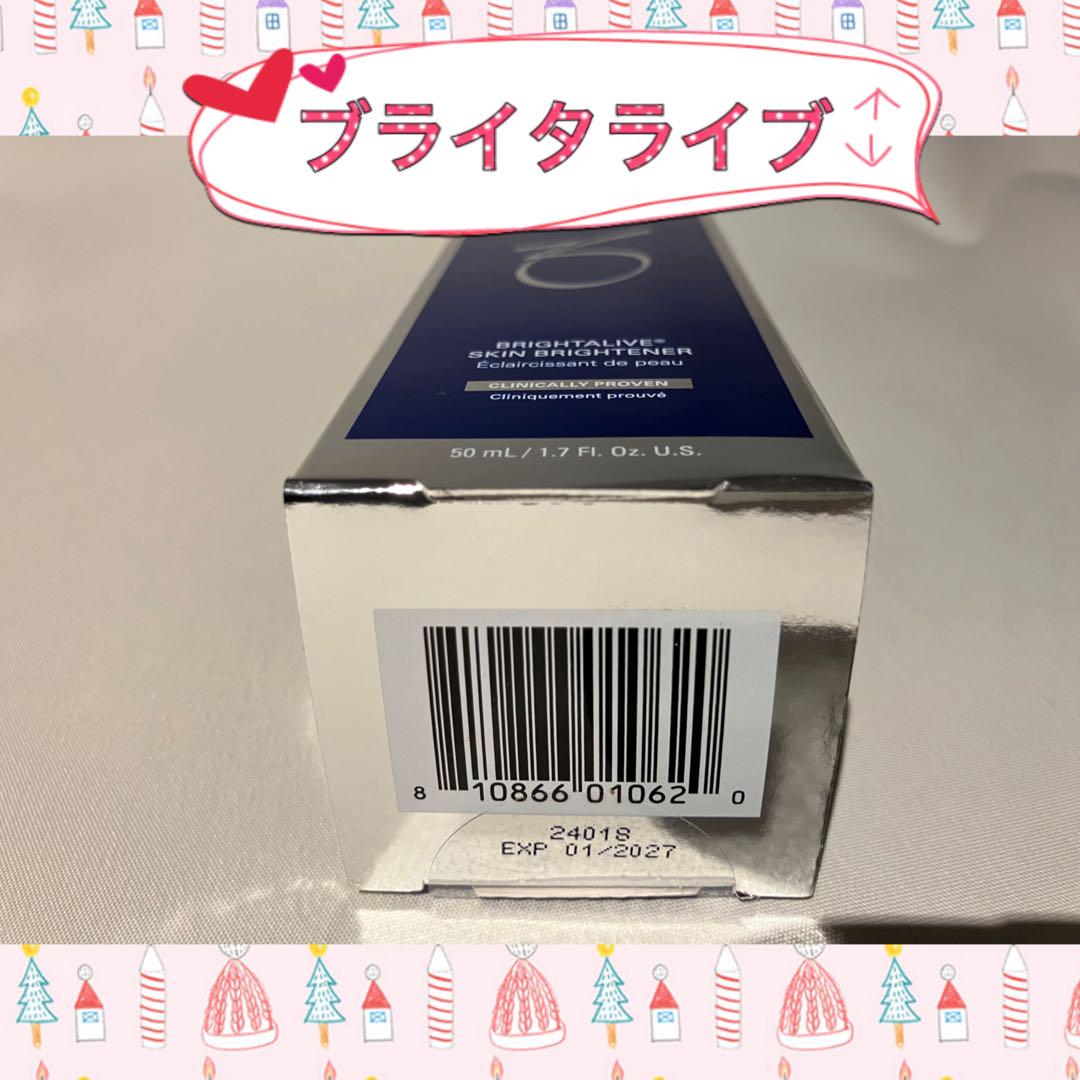 ブライタライブ↑↓
BRIGHTALIVE®
SKIN BRIGHTENER
Éclaircissant de peau
CLINICALLY PROVEN
Cliniquement prouvé
50 mL / 1.7 Fl. Oz. U.S.
8 10866 01062 0
24018
EXP 01/2027